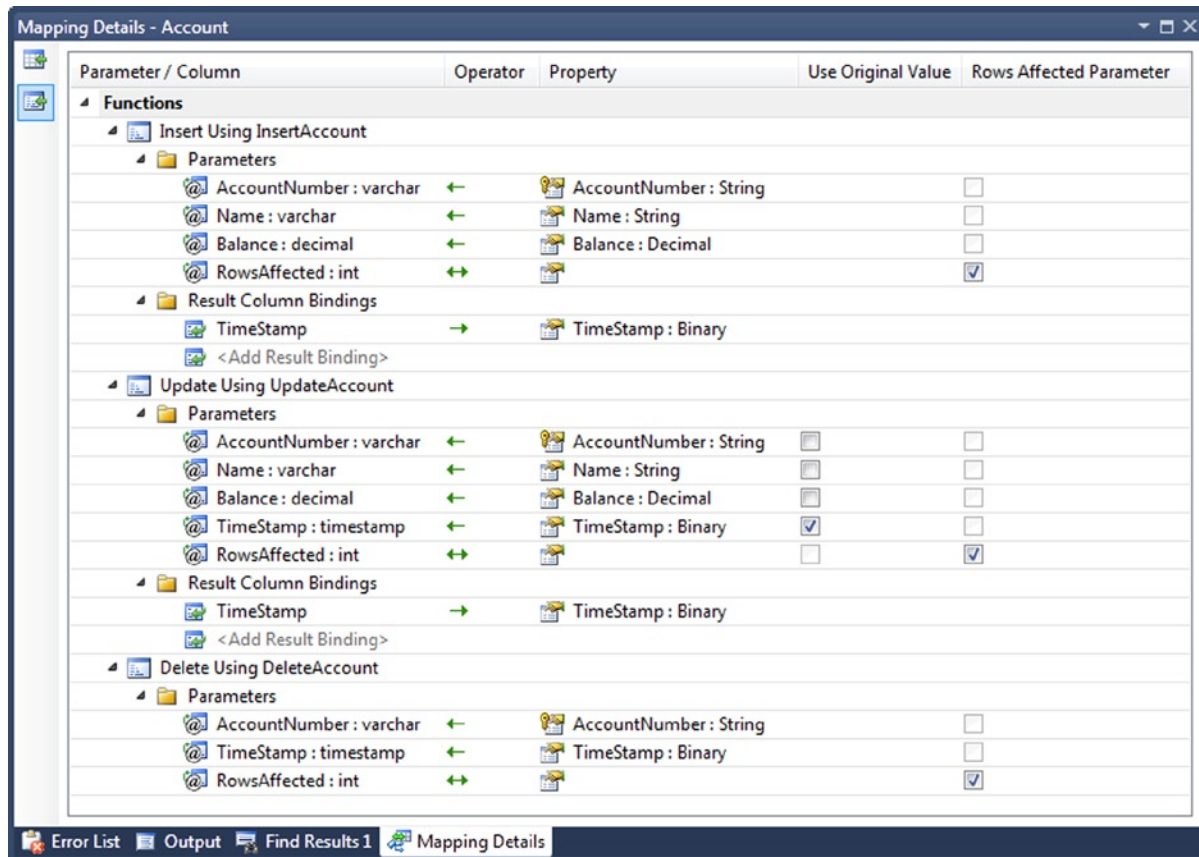 Mapping Details - Account
Parameter / Column Operator Property Use Original Value Rows Affected Parameter
Functions
Insert Using InsertAccount
Parameters
AccountNumber : varchar AccountNumber : String
Name : varchar Name : String
Balance : decimal Balance : Decimal
RowsAffected : int
Result Column Bindings
TimeStamp TimeStamp : Binary
<Add Result Binding>
Update Using UpdateAccount
Parameters
AccountNumber : varchar AccountNumber : String
Name : varchar Name : String
Balance : decimal Balance : Decimal
TimeStamp : timestamp TimeStamp : Binary
RowsAffected : int
Result Column Bindings
TimeStamp TimeStamp : Binary
<Add Result Binding>
Delete Using DeleteAccount
Parameters
AccountNumber : varchar AccountNumber : String
TimeStamp : timestamp TimeStamp : Binary
RowsAffected : int
Error List Output Find Results 1 Mapping Details